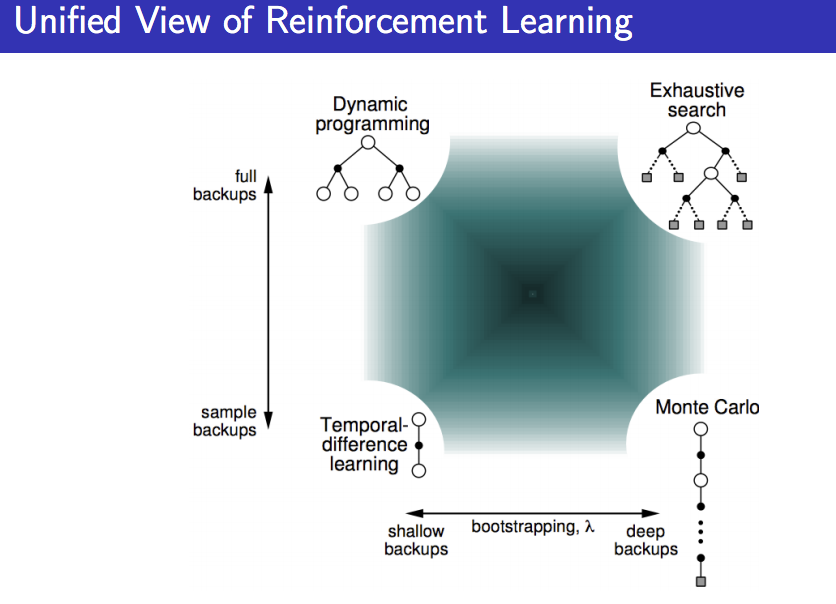 Unified View of Reinforcement Learning
Dynamic
programming
Exhaustive
search
full
backups
sample
backups
Temporal-
difference
learning
Monte Carlo
shallow
backups
bootstrapping, λ
deep
backups